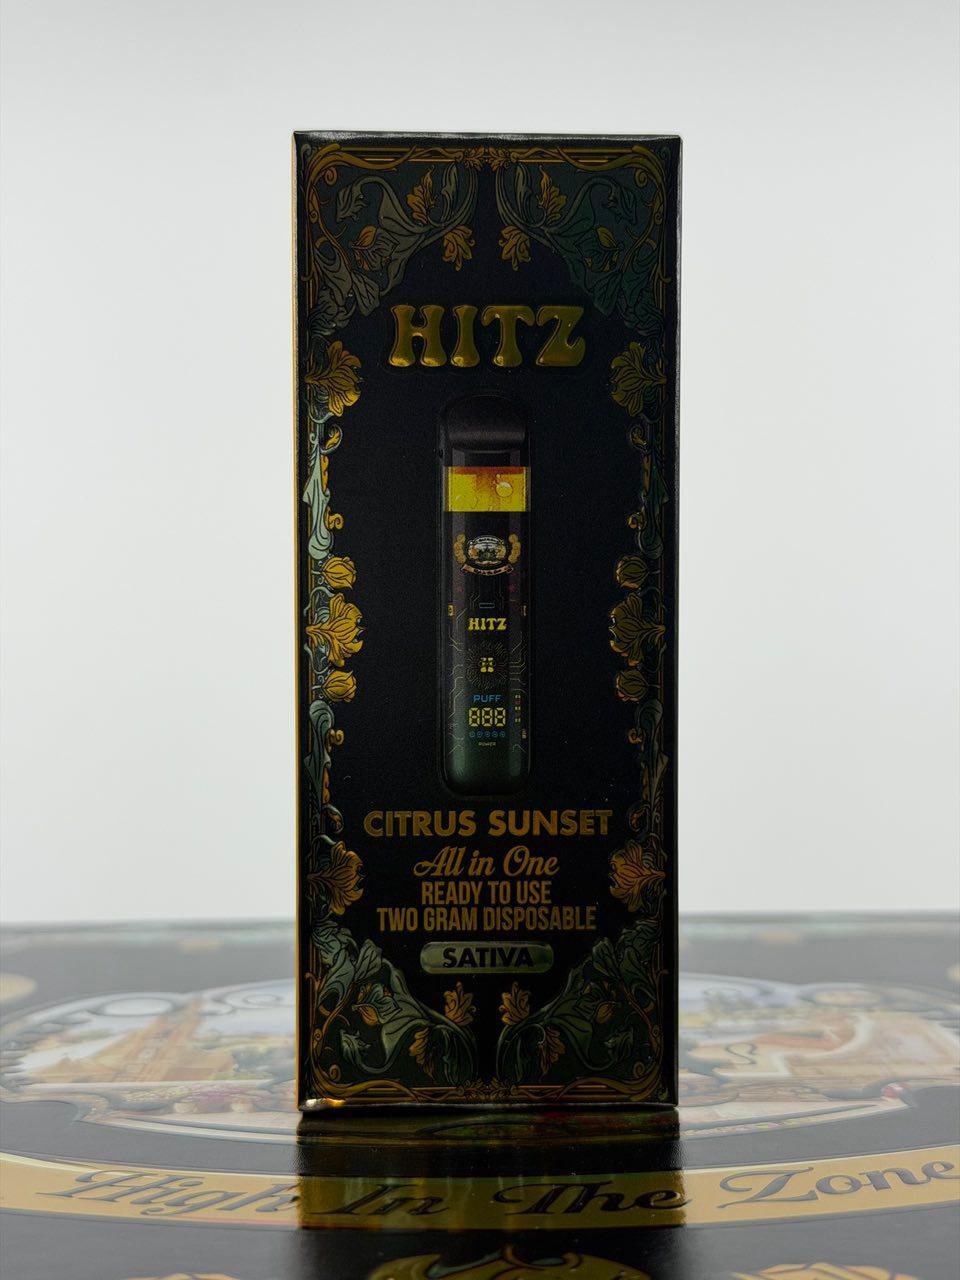 HITZ
HITZ
PUFF
888
POWER
CITRUS SUNSET
All in One
READY TO USE
TWO GRAM DISPOSABLE
SATIVA
High In The Zone